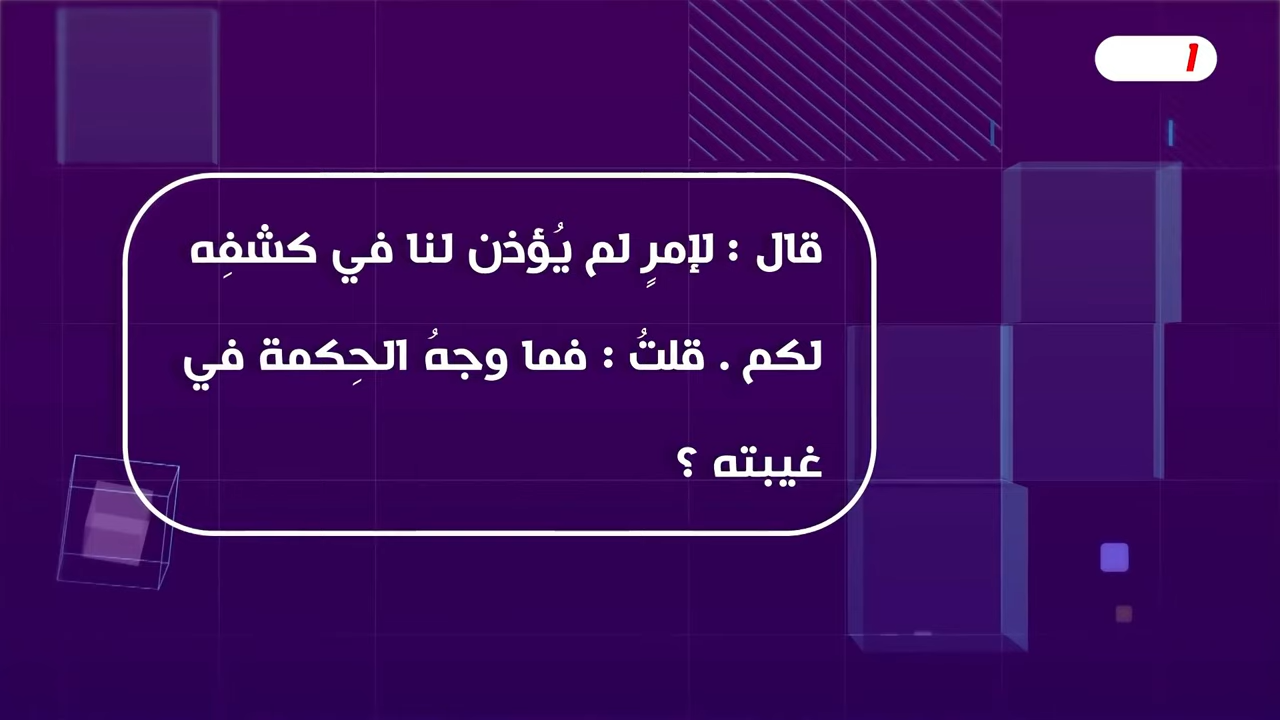 1
قال : لإمرٍ لم يُؤذن لنا في كشفِه
لكم . قلتُ : فما وجهُ الحِكمة في
غيبته ؟